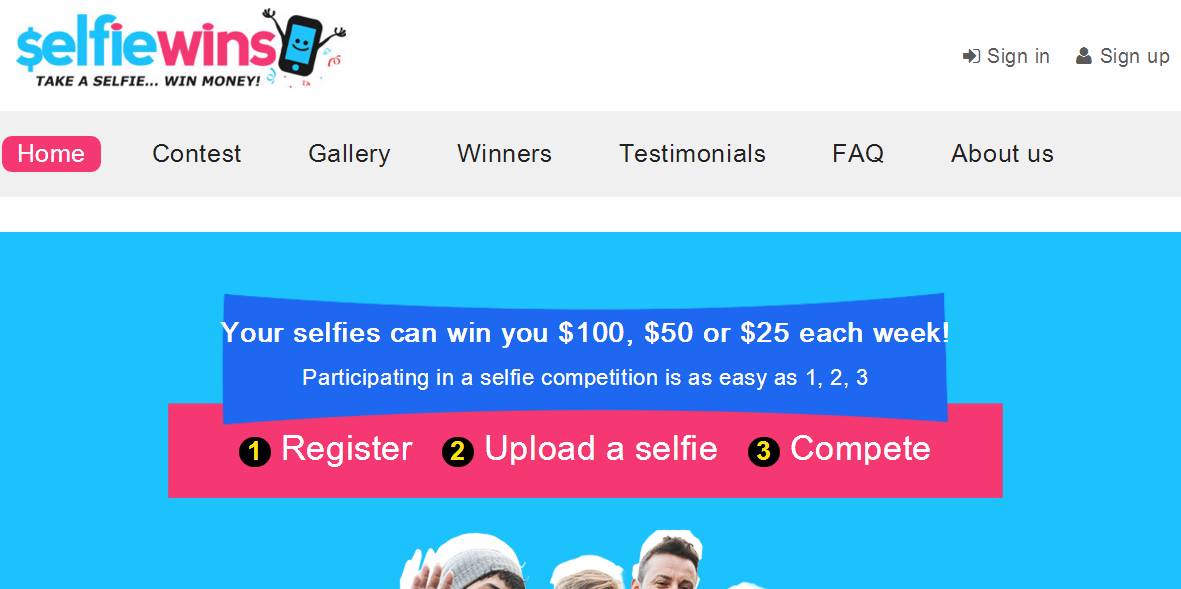 $elfiewins
TAKE A SELFIE... WIN MONEY!
Sign in Sign up
Home Contest Gallery Winners Testimonials FAQ About us
Your selfies can win you $100, $50 or $25 each week!
Participating in a selfie competition is as easy as 1, 2, 3
1 Register 2 Upload a selfie 3 Compete